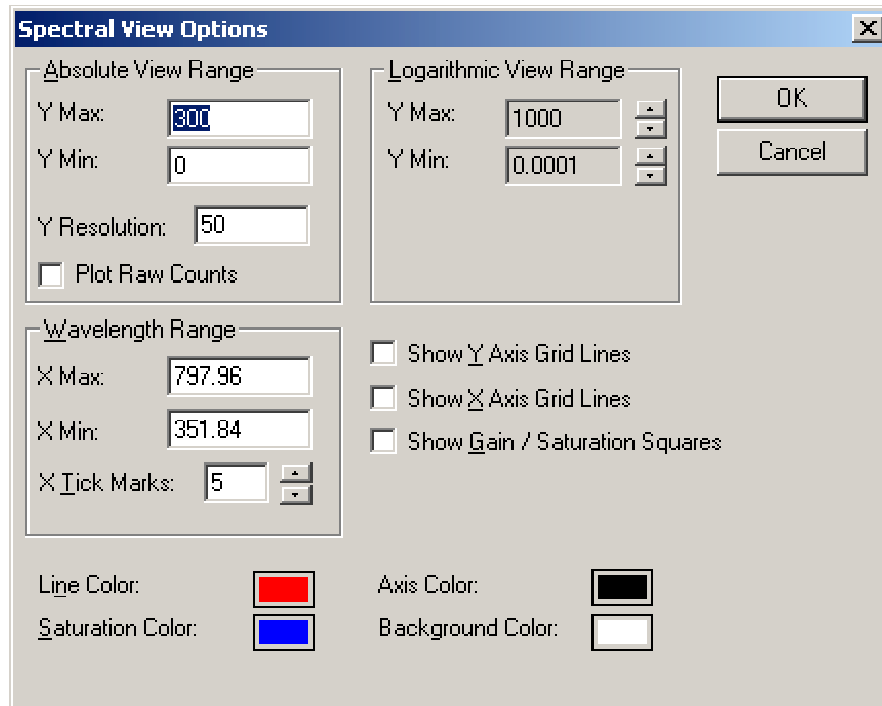 Spectral View Options
Absolute View Range
Y Max: 300
Y Min: 0
Y Resolution: 50
Plot Raw Counts
Logarithmic View Range
Y Max: 1000
Y Min: 0.0001
OK
Cancel
Wavelength Range
X Max: 797.96
X Min: 351.84
X Tick Marks: 5
Show Y Axis Grid Lines
Show X Axis Grid Lines
Show Gain / Saturation Squares
Line Color:
Saturation Color:
Axis Color:
Background Color: